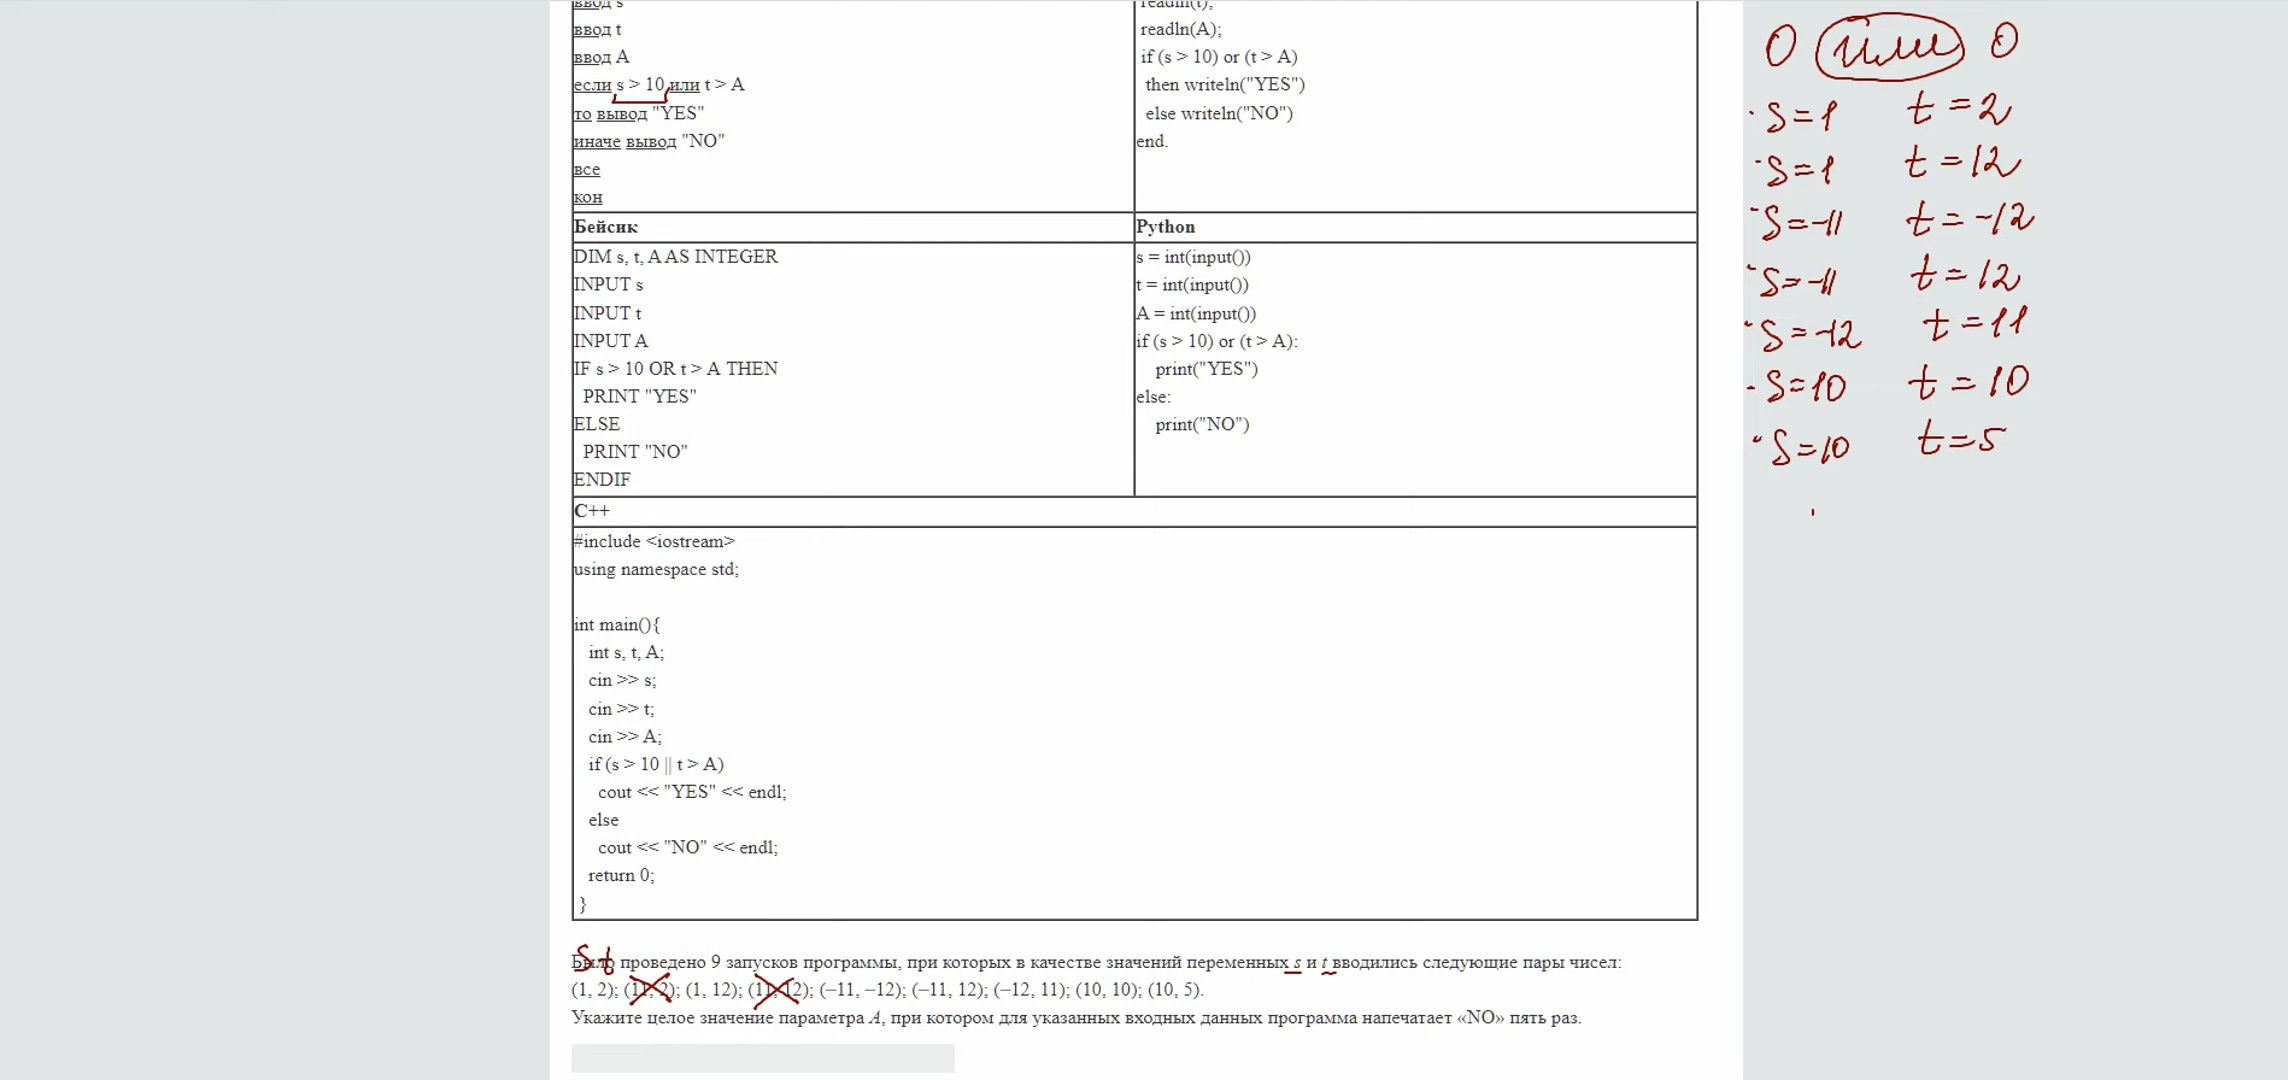 ввод s
ввод t
ввод A
если s > 10 или t > A
то вывод "YES"
иначе вывод "NO"
все
кон
readln(t);
readln(A);
if (s > 10) or (t > A)
then writeln("YES")
else writeln("NO")
end.
Бейсик
DIM s, t, A AS INTEGER
INPUT s
INPUT t
INPUT A
IF s > 10 OR t > A THEN
PRINT "YES"
ELSE
PRINT "NO"
ENDIF
Python
s = int(input())
t = int(input())
A = int(input())
if (s > 10) or (t > A):
print("YES")
else:
print("NO")
C++
#include <iostream>
using namespace std;
int main(){
int s, t, A;
cin >> s;
cin >> t;
cin >> A;
if (s > 10 || t > A)
cout << "YES" << endl;
else
cout << "NO" << endl;
return 0;
}
S t
Было проведено 9 запусков программы, при которых в качестве значений переменных s и t вводились следующие пары чисел:
(1, 2); (11, 2); (1, 12); (11, 12); (−11, −12); (−11, 12); (−12, 11); (10, 10); (10, 5).
Укажите целое значение параметра A, при котором для указанных входных данных программа напечатает «NO» пять раз.
0 или 0
S=1 t=2
S=1 t=12
S=-11 t=-12
S=-11 t=12
S=-12 t=11
S=10 t=10
S=10 t=5